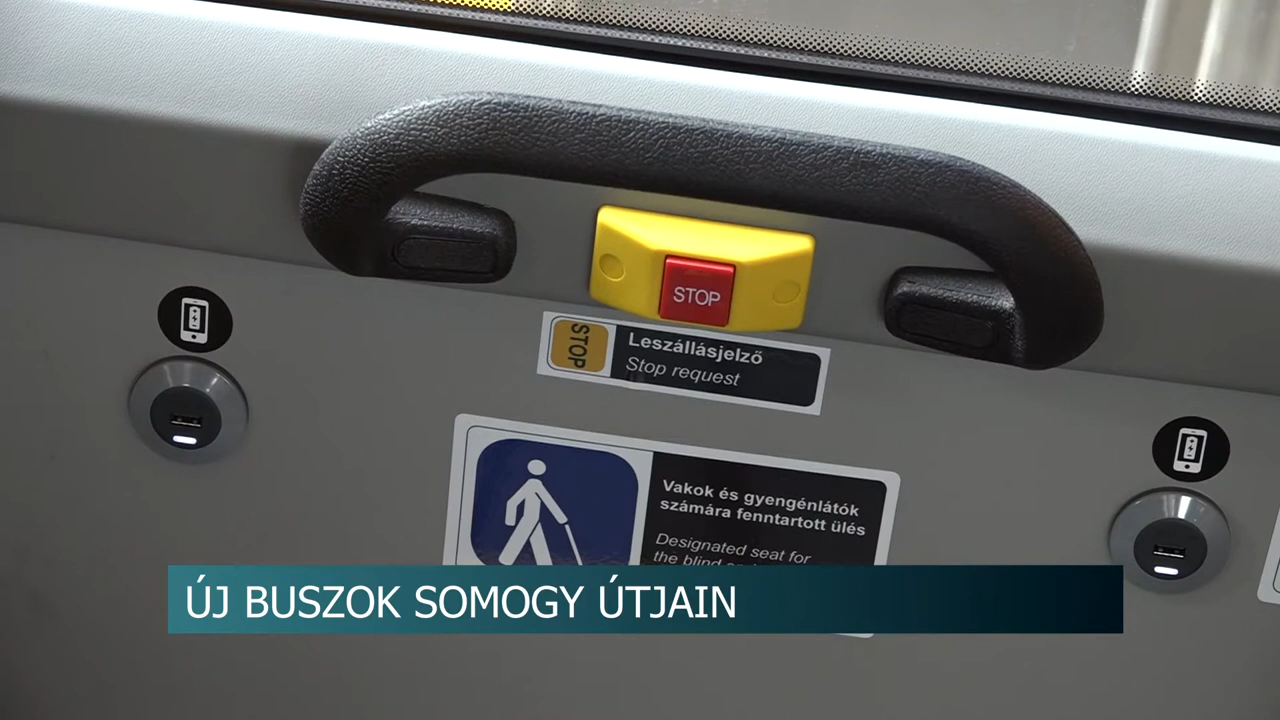 STOP
STOP
Leszállásjelző
Stop request
Vakok és gyengénlátók
számára fenntartott ülés
Designated seat for
the blind
ÚJ BUSZOK SOMOGY ÚTJAIN